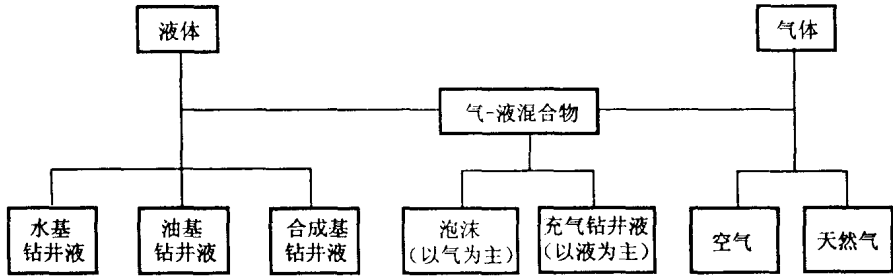 液体
气体
气-液混合物
水基
钻井液
油基
钻井液
合成基
钻井液
泡沫
(以气为主)
充气钻井液
(以液为主)
空气
天然气